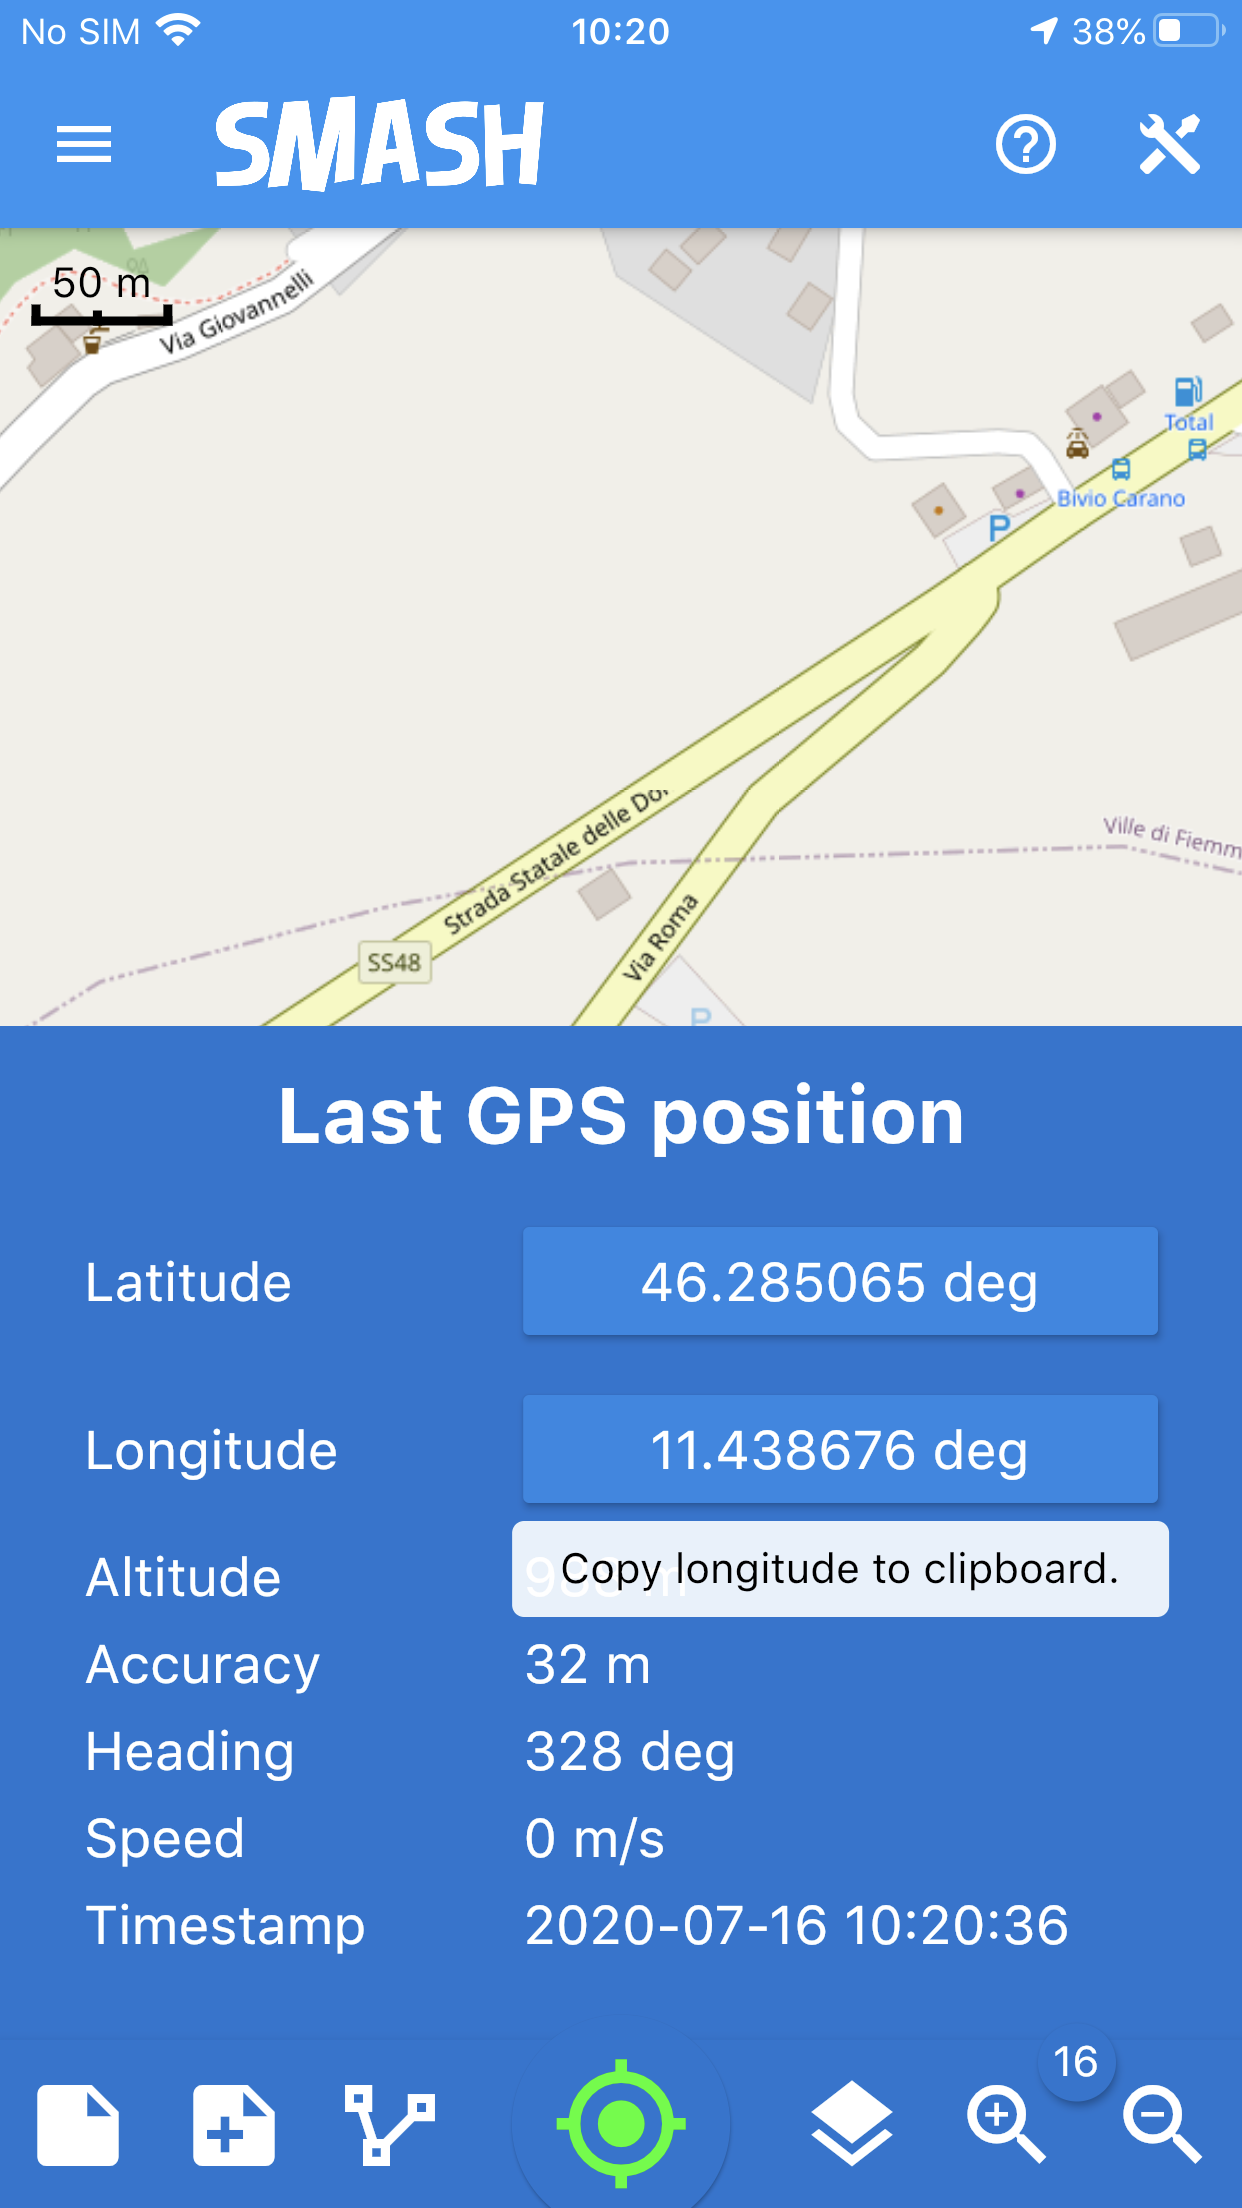 No SIM 10:20 38%
SMASH
50 m
Via Giovannelli
Total
Bivio Carano
P
Ville di Fiemm
Strada Statale delle Dol
SS48
Via Roma
P
Last GPS position
Latitude 46.285065 deg
Longitude 11.438676 deg
Copy longitude to clipboard.
Altitude
Accuracy 32 m
Heading 328 deg
Speed 0 m/s
Timestamp 2020-07-16 10:20:36
16